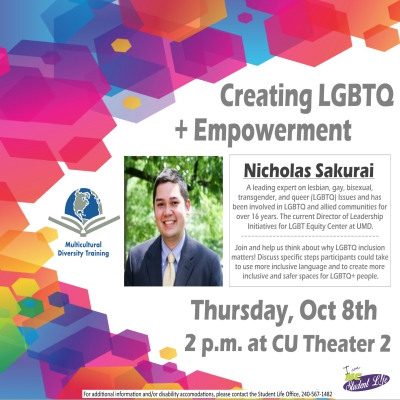 Creating LGBTQ
+ Empowerment
Nicholas Sakurai
A leading expert on lesbian, gay, bisexual,
transgender, and queer (LGBTQ) Issues and has
been involved in LGBTQ and allied communities for
over 16 years. The current Director of Leadership
Initiatives for LGBT Equity Center at UMD.
Join and help us think about why LGBTQ inclusion
matters! Discuss specific steps participants could take
to use more inclusive language and to create more
inclusive and safer spaces for LGBTQ+ people.
Multicultural
Diversity Training
Thursday, Oct 8th
2 p.m. at CU Theater 2
I am
Student Life
For additional information and/or disability accomodations, please contact the Student Life Office, 240-567-1482